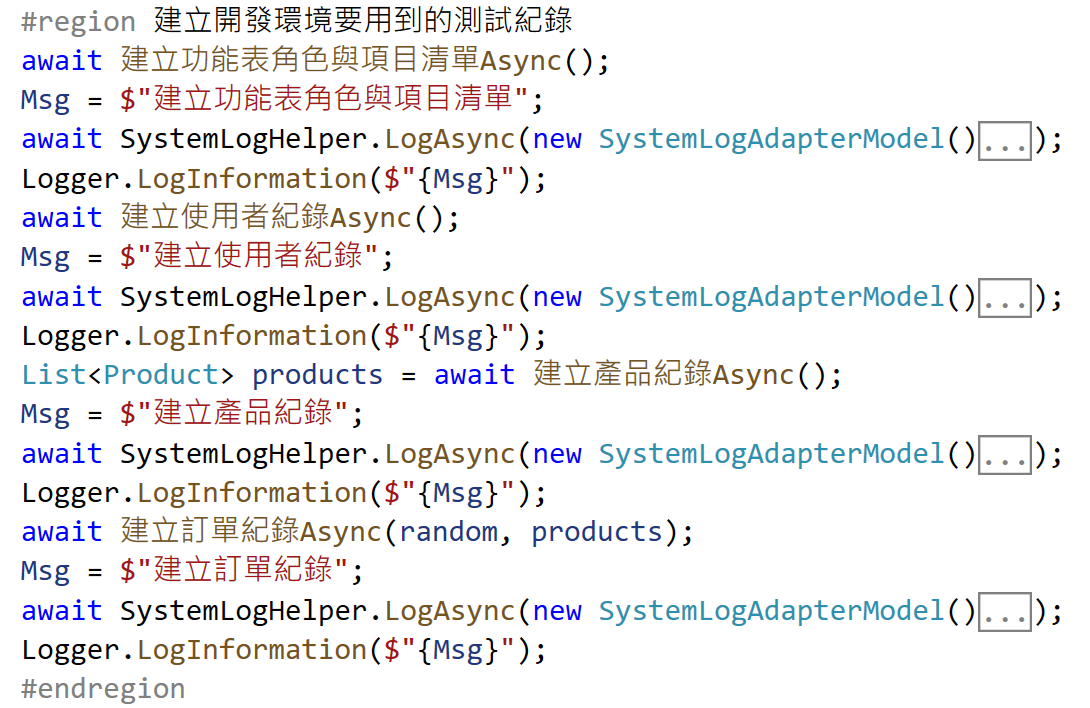 #region 建立開發環境要用到的測試紀錄
await 建立功能表角色與項目清單Async();
Msg = $"建立功能表角色與項目清單";
await SystemLogHelper.LogAsync(new SystemLogAdapterModel()...);
Logger.LogInformation($"{Msg}");
await 建立使用者紀錄Async();
Msg = $"建立使用者紀錄";
await SystemLogHelper.LogAsync(new SystemLogAdapterModel()...);
Logger.LogInformation($"{Msg}");
List<Product> products = await 建立產品紀錄Async();
Msg = $"建立產品紀錄";
await SystemLogHelper.LogAsync(new SystemLogAdapterModel()...);
Logger.LogInformation($"{Msg}");
await 建立訂單紀錄Async(random, products);
Msg = $"建立訂單紀錄";
await SystemLogHelper.LogAsync(new SystemLogAdapterModel()...);
Logger.LogInformation($"{Msg}");
#endregion